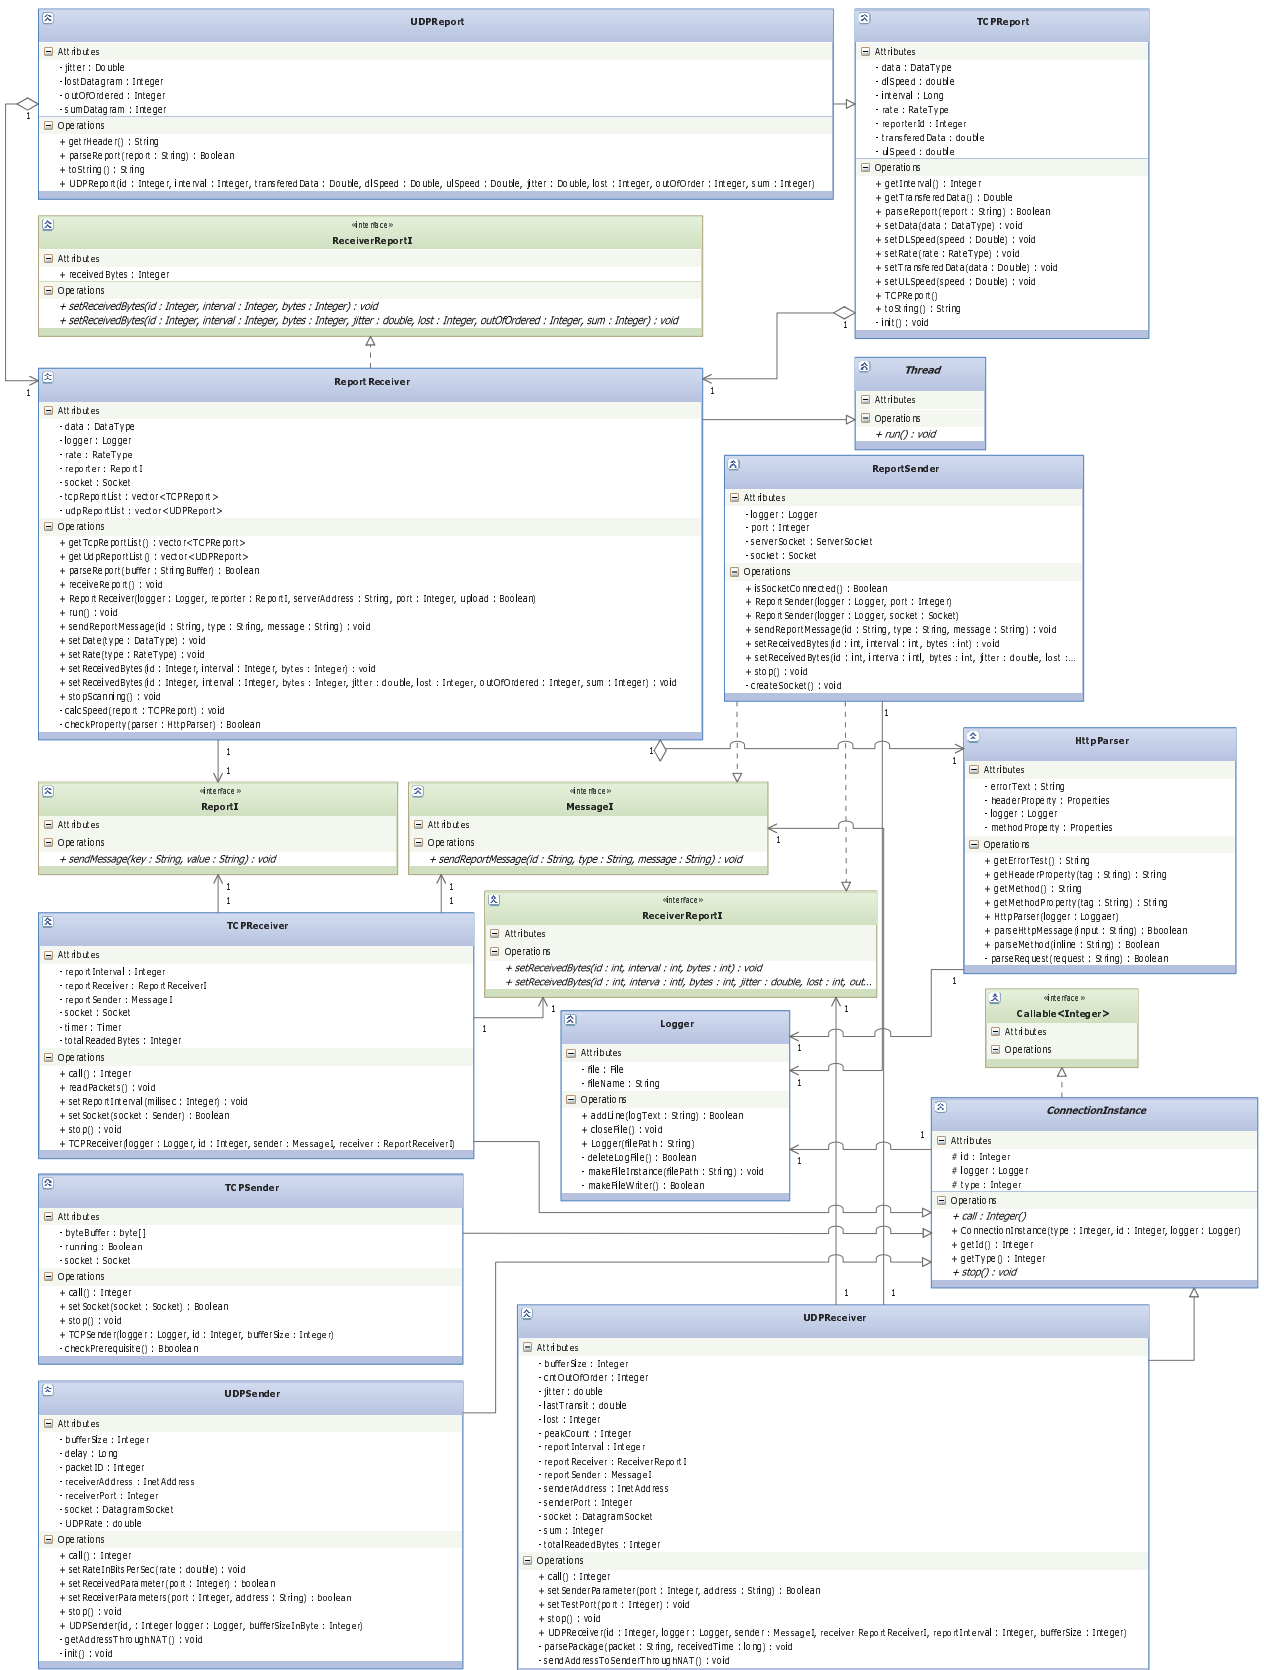 UDPReport
Attributes
- jitter : Double
- lostDatagram : Integer
- outOfOrdered : Integer
- sumDatagram : Integer
Operations
+ getrHeader() : String
+ parseReport(report : String) : Boolean
+ toString() : String
+ UDPReport(id : Integer, interval : Integer, transferedData : Double, dlSpeed : Double, ulSpeed : Double, jitter : Double, lost : Integer, outOfOrder : Integer, sum : Integer)
TCPReport
Attributes
- data : DataType
- dlSpeed : double
- interval : Long
- rate : RateType
- reporterId : Integer
- transferedData : double
- ulSpeed : double
Operations
+ getInterval() : Integer
+ getTransferedData() : Double
+ parseReport(report : String) : Boolean
+ setData(data : DataType) : void
+ setDLSpeed(speed : Double) : void
+ setRate(rate : RateType) : void
+ setTransferedData(data : Double) : void
+ setULSpeed(speed : Double) : void
+ TCPReport()
+ toString() : String
- init() : void
1
1
1
1
«interface»
ReceiverReportI
Attributes
+ receivedBytes : Integer
Operations
+ setReceivedBytes(id : Integer, interval : Integer, bytes : Integer) : void
+ setReceivedBytes(id : Integer, interval : Integer, bytes : Integer, jitter : double, lost : Integer, outOfOrdered : Integer, sum : Integer) : void
ReportReceiver
Attributes
- data : DataType
- logger : Logger
- rate : RateType
- reporter : ReportI
- socket : Socket
- tcpReportList : vector<TCPReport>
- udpReportList : vector<UDPReport>
Operations
+ getTcpReportList() : vector<TCPReport>
+ getUdpReportList() : vector<UDPReport>
+ parseReport(buffer : StringBuffer) : Boolean
+ receiveReport() : void
+ ReportReceiver(logger : Logger, reporter : ReportI, serverAddress : String, port : Integer, upload : Boolean)
+ run() : void
+ sendReportMessage(id : String, type : String, message : String) : void
+ setDate(type : DataType) : void
+ setRate(type : RateType) : void
+ setReceivedBytes(id : Integer, interval : Integer, bytes : Integer) : void
+ setReceivedBytes(id : Integer, interval : Integer, bytes : Integer, jitter : double, lost : Integer, outOfOrdered : Integer, sum : Integer) : void
+ stopScanning() : void
- calcSpeed(report : TCPReport) : void
- checkProperty(parser : HttpParser) : Boolean
Thread
Attributes
Operations
+ run() : void
ReportSender
Attributes
- logger : Logger
- port : Integer
- serverSocket : ServerSocket
- socket : Socket
Operations
+ isSocketConnected() : Boolean
+ ReportSender(logger : Logger, port : Integer)
+ ReportSender(logger : Logger, socket : Socket)
+ sendReportMessage(id : String, type : String, message : String) : void
+ setReceivedBytes(id : int, interval : int, bytes : int) : void
+ setReceivedBytes(id : int, interva : intl, bytes : int, jitter : double, lost :...
+ stop() : void
- createSocket() : void
1
1
1
1
1
HttpParser
Attributes
- errorText : String
- headerProperty : Properties
- logger : Logger
- methodProperty : Properties
Operations
+ getErrorTest() : String
+ getHeaderProperty(tag : String) : String
+ getMethod() : String
+ getMethodProperty(tag : String) : String
+ HttpParser(logger : Loggaer)
+ parseHttpMessage(input : String) : Bboolean
+ parseMethod(inline : String) : Boolean
- parseRequest(request : String) : Boolean
«interface»
ReportI
Attributes
Operations
+ sendMessage(key : String, value : String) : void
«interface»
MessageI
Attributes
Operations
+ sendReportMessage(id : String, type : String, message : String) : void
1
1
1
1
1
«interface»
ReceiverReportI
Attributes
Operations
+ setReceivedBytes(id : int, interval : int, bytes : int) : void
+ setReceivedBytes(id : int, interva : intl, bytes : int, jitter : double, lost : int, out...
TCPReceiver
Attributes
- reportInterval : Integer
- reportReceiver : ReportReceiverI
- reportSender : MessageI
- socket : Socket
- timer : Timer
- totalReadedBytes : Integer
Operations
+ call() : Integer
+ readPackets() : void
+ setReportInterval(milisec : Integer) : void
+ setSocket(socket : Sender) : Boolean
+ stop() : void
+ TCPReceiver(logger : Logger, id : Integer, sender : MessageI, receiver : ReportReceiverI)
1
1
1
1
Logger
Attributes
- file : File
- fileName : String
Operations
+ addLine(logText : String) : Boolean
+ closeFile() : void
+ Logger(filePath : String)
- deleteLogFile() : Boolean
- makeFileInstance(filePath : String) : void
- makeFileWriter() : Boolean
1
1
1
1
«interface»
Callable<Integer>
Attributes
Operations
ConnectionInstance
Attributes
# id : Integer
# logger : Logger
# type : Integer
Operations
+ call : Integer()
+ ConnectionInstance(type : Integer, id : Integer, logger : Logger)
+ getId() : Integer
+ getType() : Integer
+ stop() : void
TCPSender
Attributes
- byteBuffer : byte[]
- running : Boolean
- socket : Socket
Operations
+ call() : Integer
+ setSocket(socket : Socket) : Boolean
+ stop() : void
+ TCPSender(logger : Logger, id : Integer, bufferSize : Integer)
- checkPrerequisite() : Bboolean
1
1
UDPReceiver
Attributes
- bufferSize : Integer
- cntOutOfOrder : Integer
- jitter : double
- lastTransit : double
- lost : Integer
- peakCount : Integer
- reportInterval : Integer
- reportReceiver : ReceiverReportI
- reportSender : MessageI
- senderAddress : InetAddress
- senderPort : Integer
- socket : DatagramSocket
- sum : Integer
- totalReadedBytes : Integer
Operations
+ call() : Integer
+ setSenderParameter(port : Integer, address : String) : Boolean
+ setTestPort(port : Integer) : void
+ stop() : void
+ UDPReceiver(id : Integer, logger : Logger, sender : MessageI, receiver ReportReceiverI, reportInterval : Integer, bufferSize : Integer)
- parsePackage(packet : String, receivedTime : long) : void
- sendAddressToSenderThroughNAT() : void
UDPSender
Attributes
- bufferSize : Integer
- delay : Long
- packetID : Integer
- receiverAddress : InetAddress
- receiverPort : Integer
- socket : DatagramSocket
- UDPRate : double
Operations
+ call() : Integer
+ setRateInBitsPerSec(rate : double) : void
+ setReceivedParameter(port : Integer) : boolean
+ setReceiverParameters(port : Integer, address : String) : boolean
+ stop() : void
+ UDPSender(id, : Integer logger : Logger, bufferSizeInByte : Integer)
- getAddressThroughNAT() : void
- init() : void